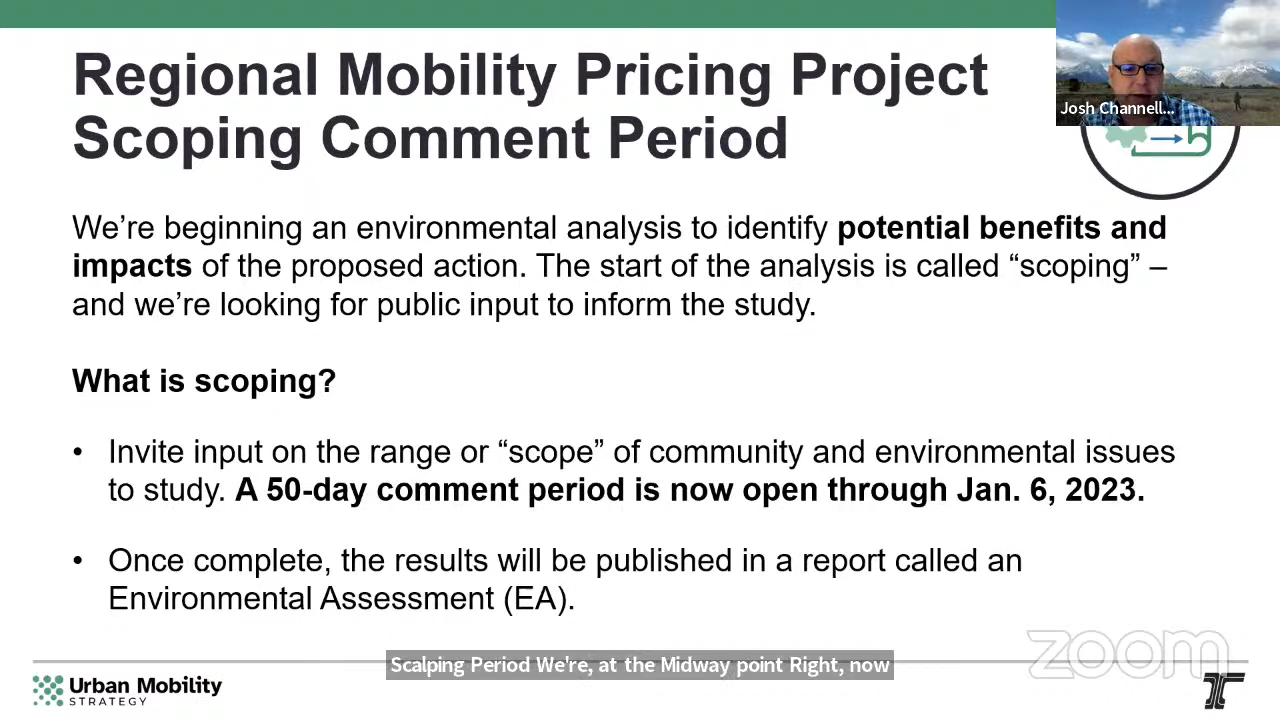 Regional Mobility Pricing Project
Scoping Comment Period
Josh Channell...
We’re beginning an environmental analysis to identify potential benefits and
impacts of the proposed action. The start of the analysis is called “scoping” –
and we’re looking for public input to inform the study.
What is scoping?
• Invite input on the range or “scope” of community and environmental issues
to study. A 50-day comment period is now open through Jan. 6, 2023.
• Once complete, the results will be published in a report called an
Environmental Assessment (EA).
zoom
Scalping Period We're, at the Midway point Right, now
Urban Mobility
STRATEGY